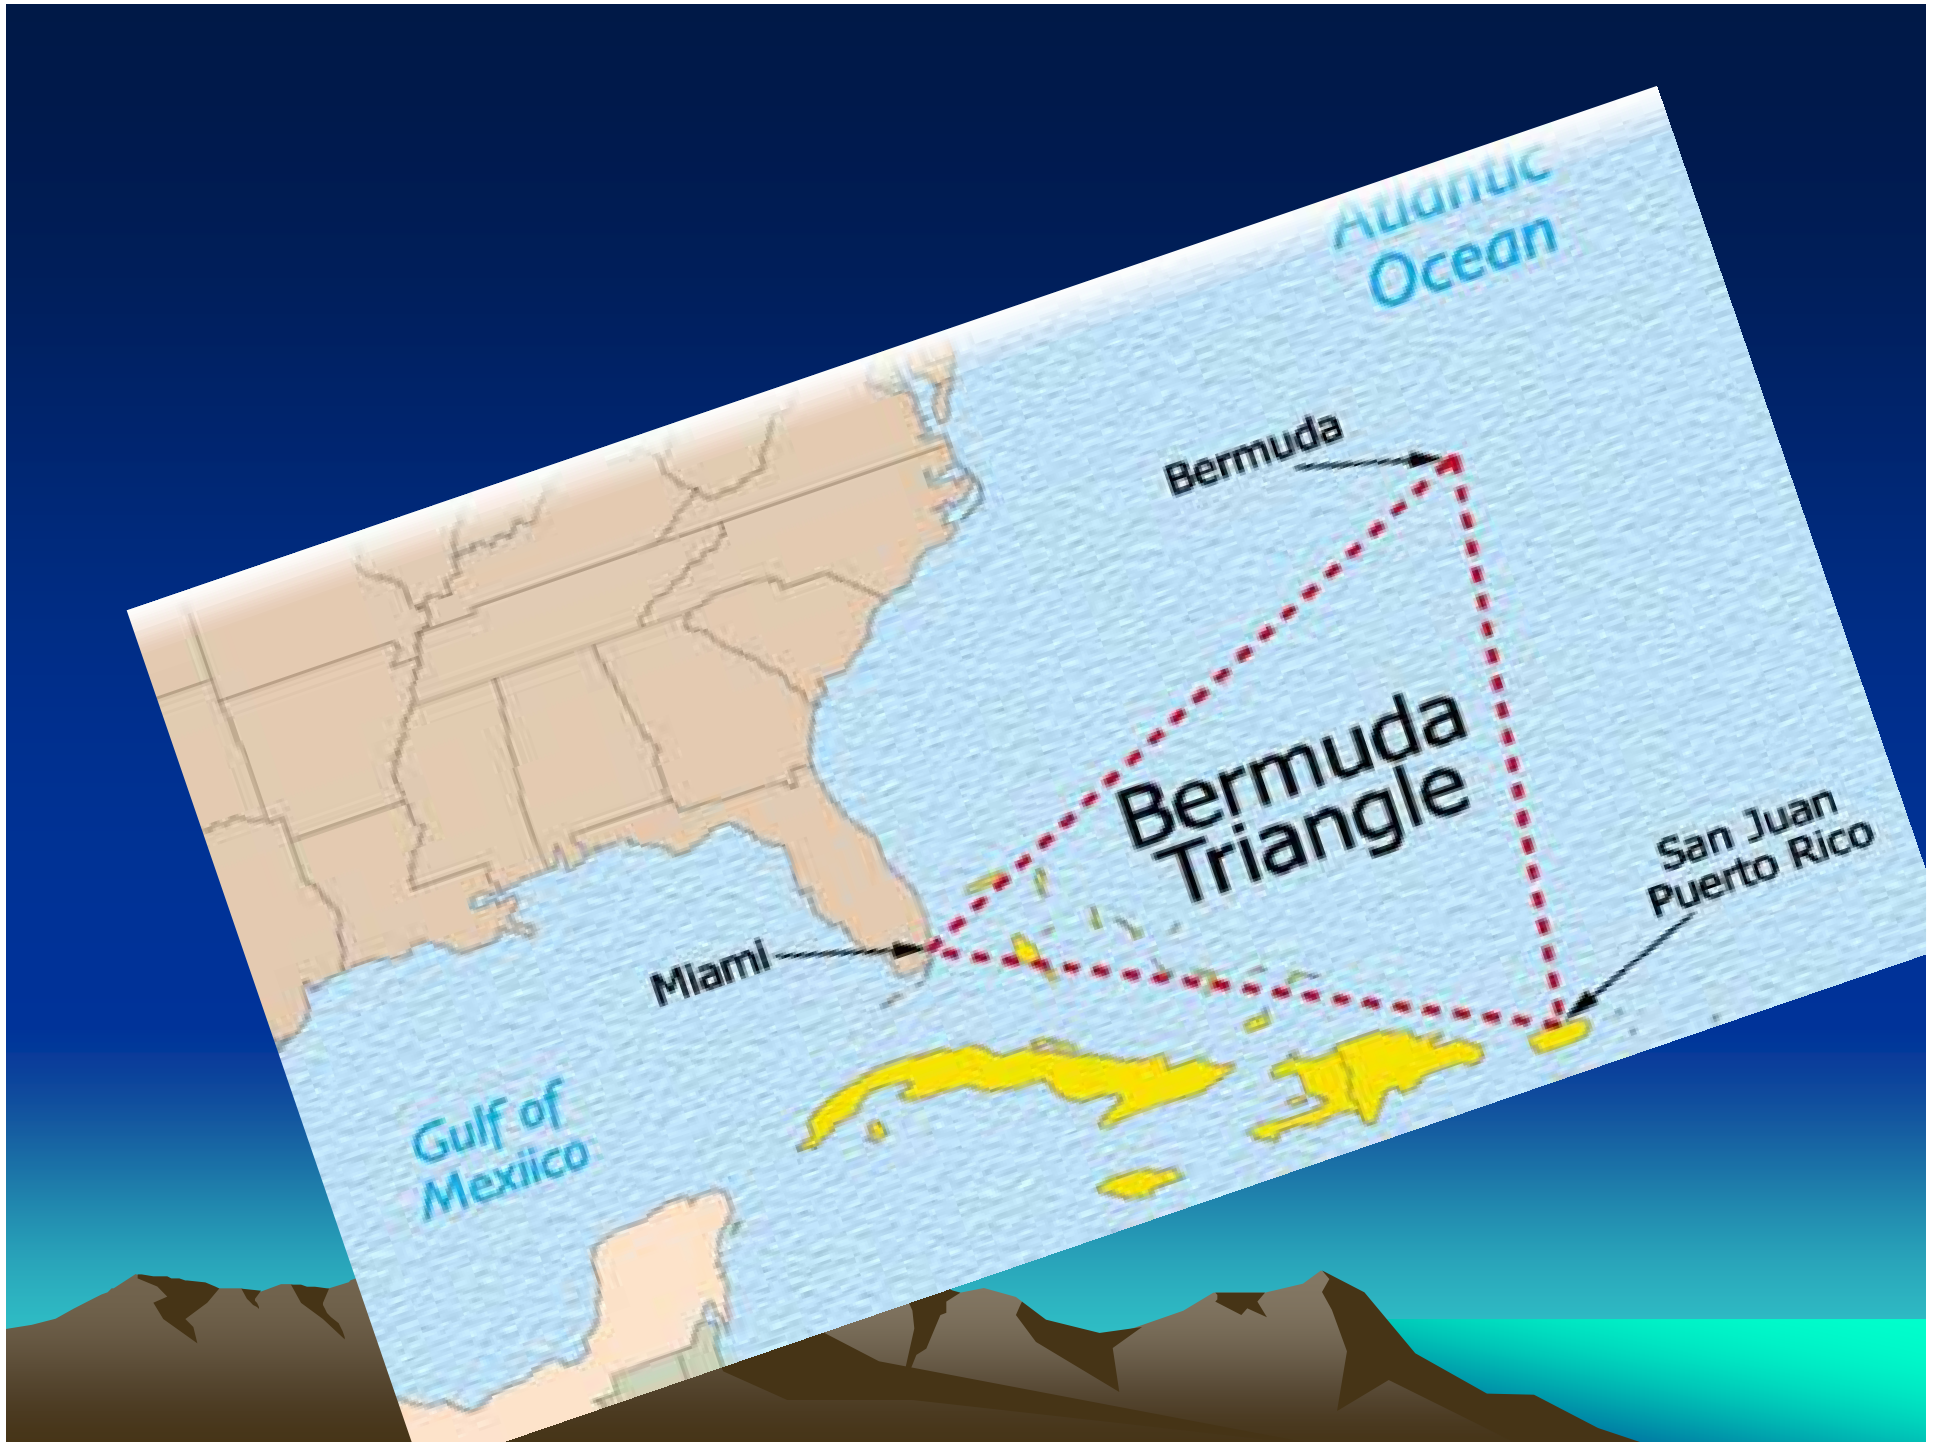 Atlantic
Ocean
Bermuda
Bermuda
Triangle
San Juan
Puerto Rico
Miami
Gulf of
Mexiico